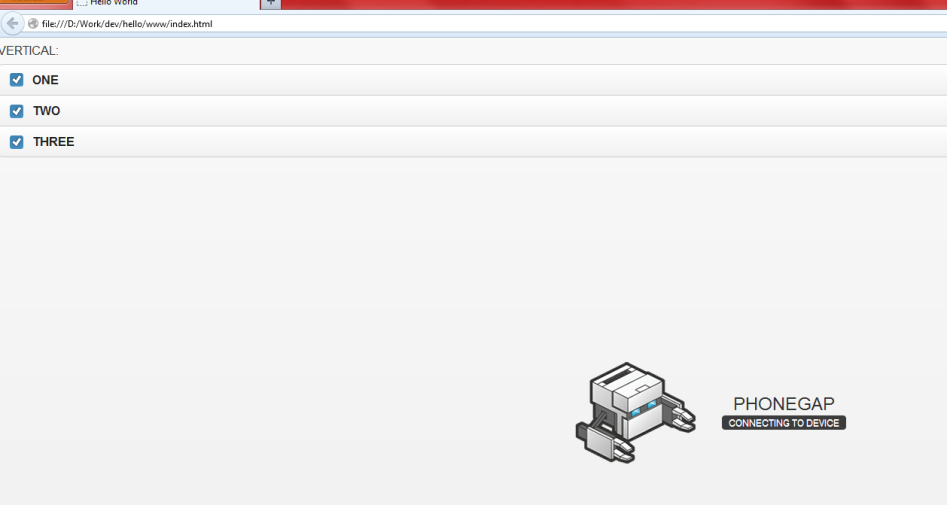 Hello World
file:///D:/Work/dev/hello/www/index.html
VERTICAL:
ONE
TWO
THREE
PHONEGAP
CONNECTING TO DEVICE